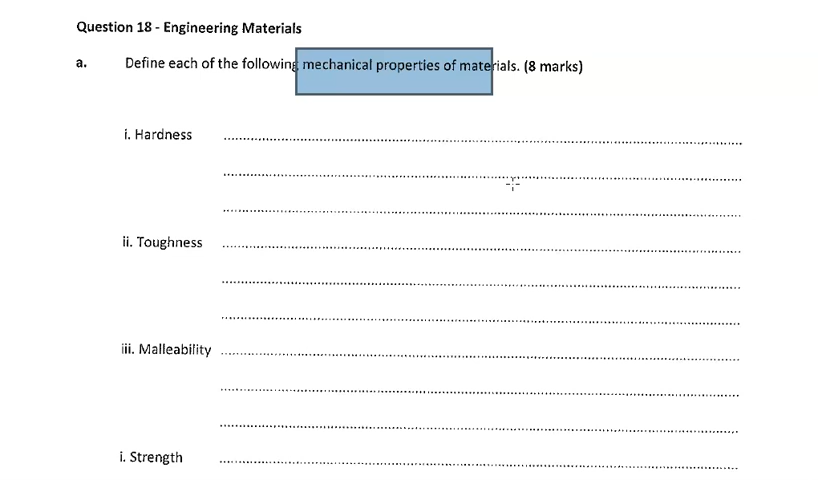 Question 18 - Engineering Materials
a. Define each of the following mechanical properties of materials. (8 marks)
i. Hardness
ii. Toughness
iii. Malleability
i. Strength